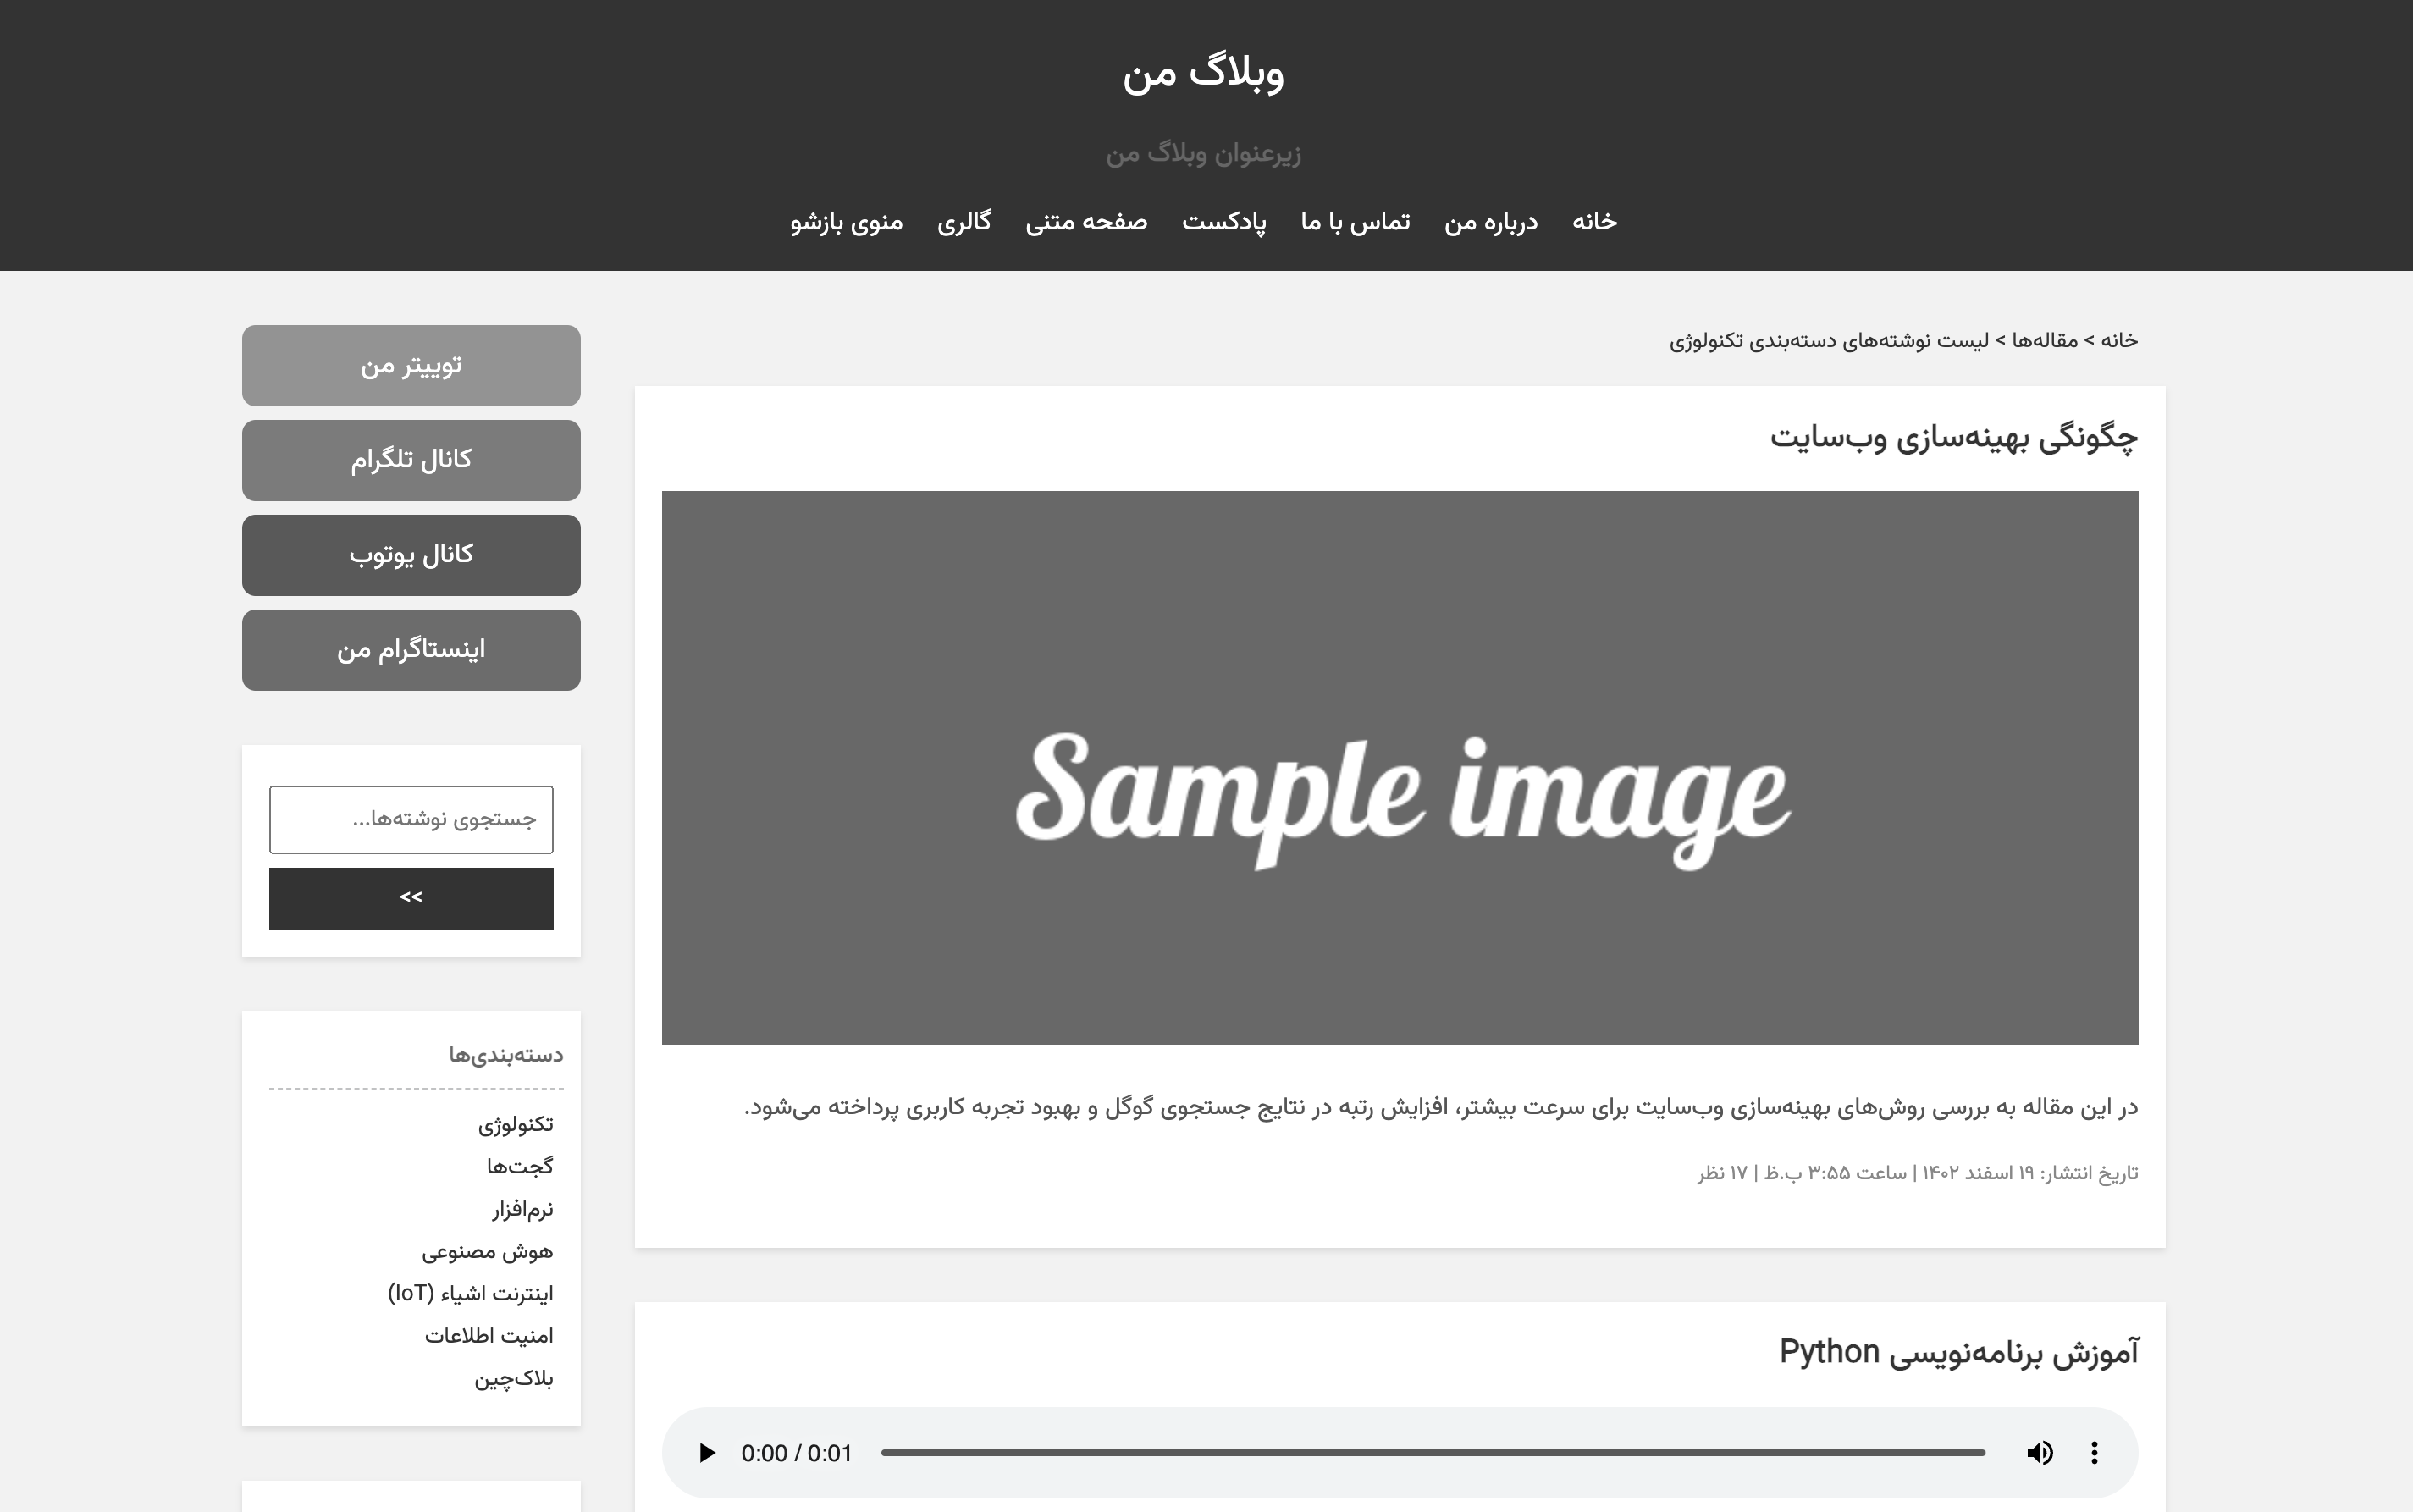 وبلاگ من
زیرعنوان وبلاگ من
خانه درباره من تماس با ما پادکست صفحه متنی گالری منوی بازشو
خانه > مقاله‌ها > لیست نوشته‌های دسته‌بندی تکنولوژی
چگونگی بهینه‌سازی وب‌سایت
Sample image
در این مقاله به بررسی روش‌های بهینه‌سازی وب‌سایت برای سرعت بیشتر، افزایش رتبه در نتایج جستجوی گوگل و بهبود تجربه کاربری پرداخته می‌شود.
تاریخ انتشار: ۱۹ اسفند ۱۴۰۲ | ساعت ۳:۵۵ ب.ظ | ۱۷ نظر
آموزش برنامه‌نویسی Python
0:00 / 0:01
توییتر من
کانال تلگرام
کانال یوتوب
اینستاگرام من
جستجوی نوشته‌ها...
>>
دسته‌بندی‌ها
تکنولوژی
گجت‌ها
نرم‌افزار
هوش مصنوعی
اینترنت اشیاء (IoT)
امنیت اطلاعات
بلاک‌چین